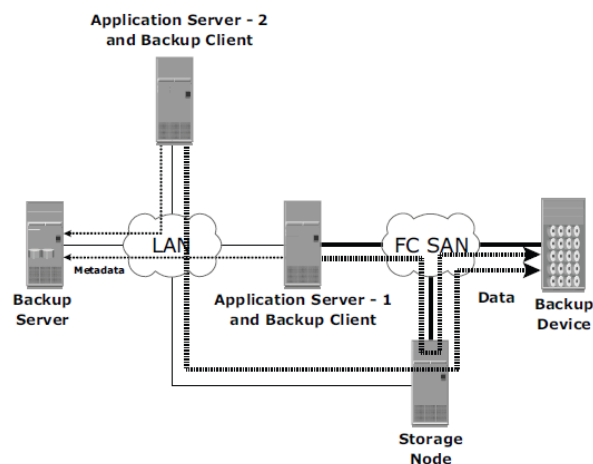 Application Server - 2
and Backup Client
LAN
FC SAN
Metadata
Data
Backup
Server
Application Server - 1
and Backup Client
Backup
Device
Storage
Node